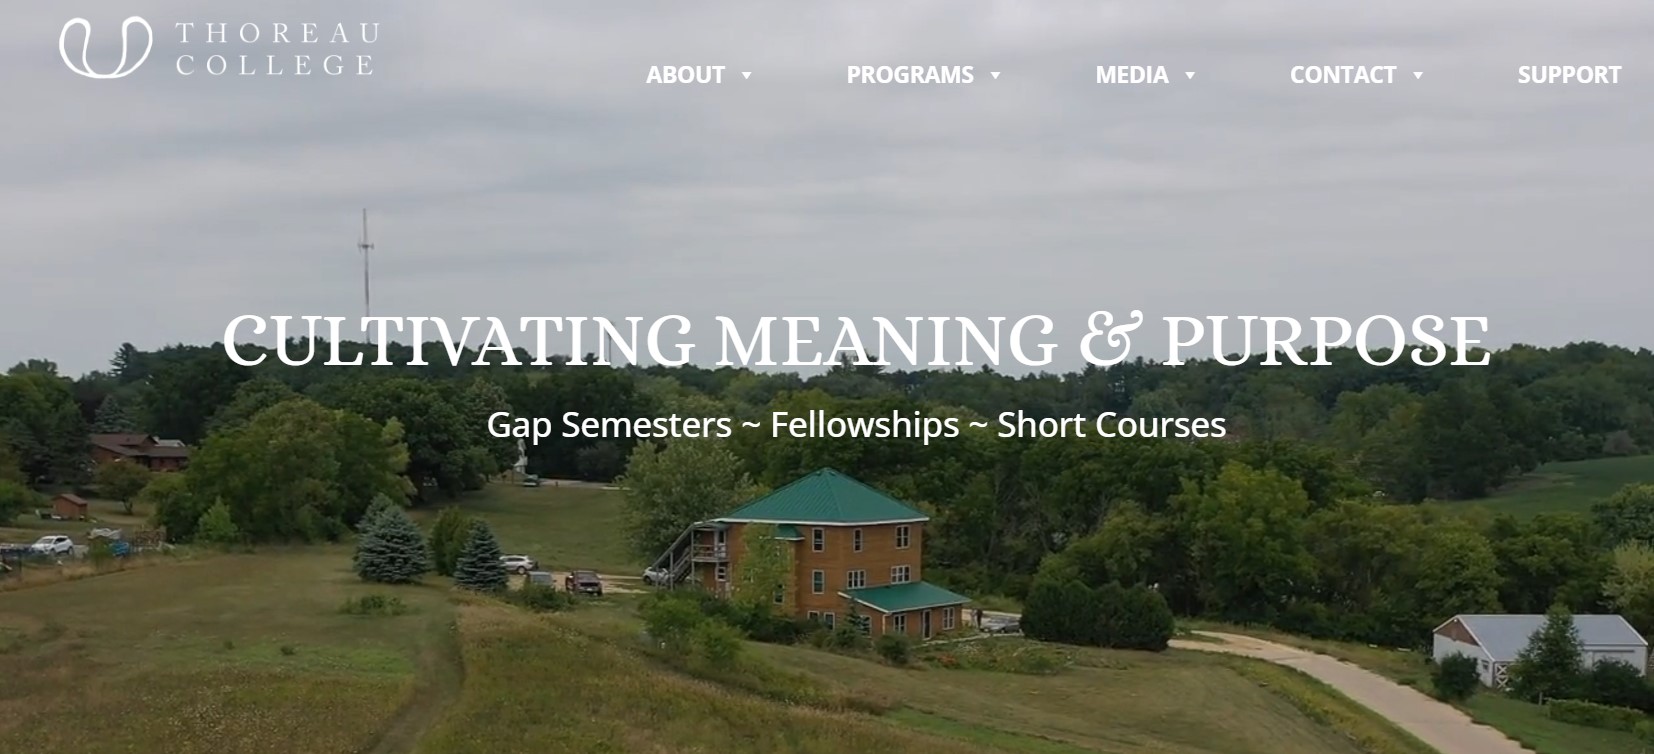 THOREAU
COLLEGE
ABOUT
PROGRAMS
MEDIA
CONTACT
SUPPORT
CULTIVATING MEANING & PURPOSE
Gap Semesters ~ Fellowships ~ Short Courses